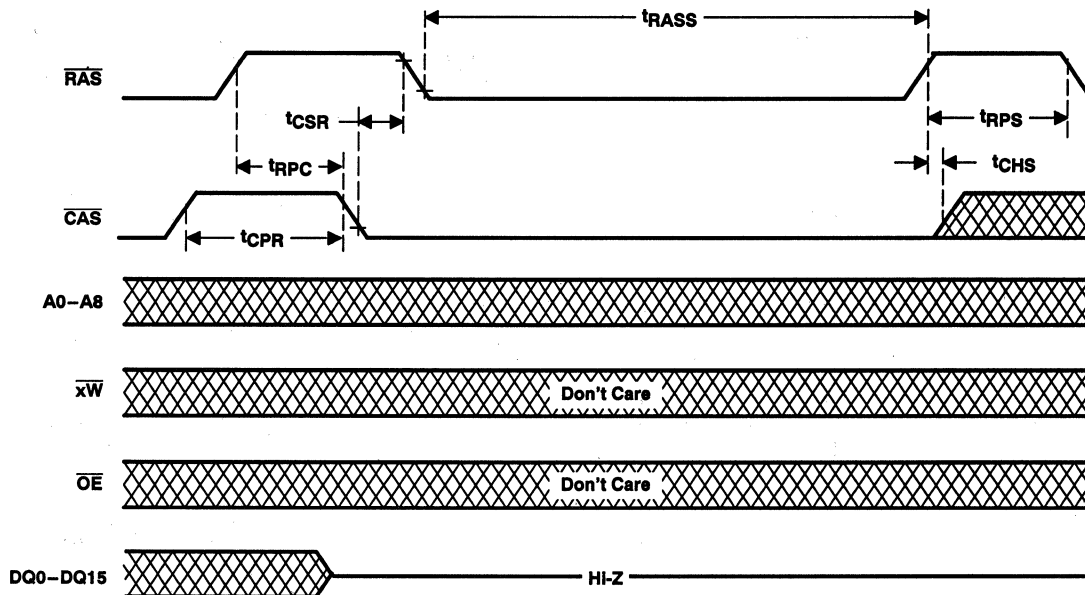 tRASS
RAS
tCSR
tRPS
tRPC
tCHS
CAS
tCPR
A0–A8
xW
Don't Care
OE
Don't Care
DQ0–DQ15
Hi-Z